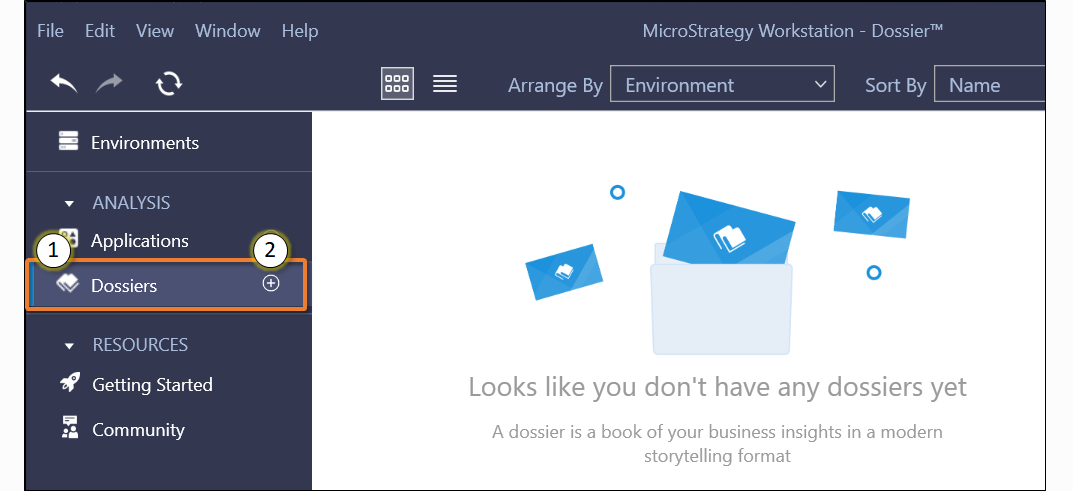 File Edit View Window Help MicroStrategy Workstation - Dossier™
Arrange By Environment Sort By Name
Environments
ANALYSIS
1 Applications 2
Dossiers
RESOURCES
Getting Started
Community
Looks like you don't have any dossiers yet
A dossier is a book of your business insights in a modern
storytelling format